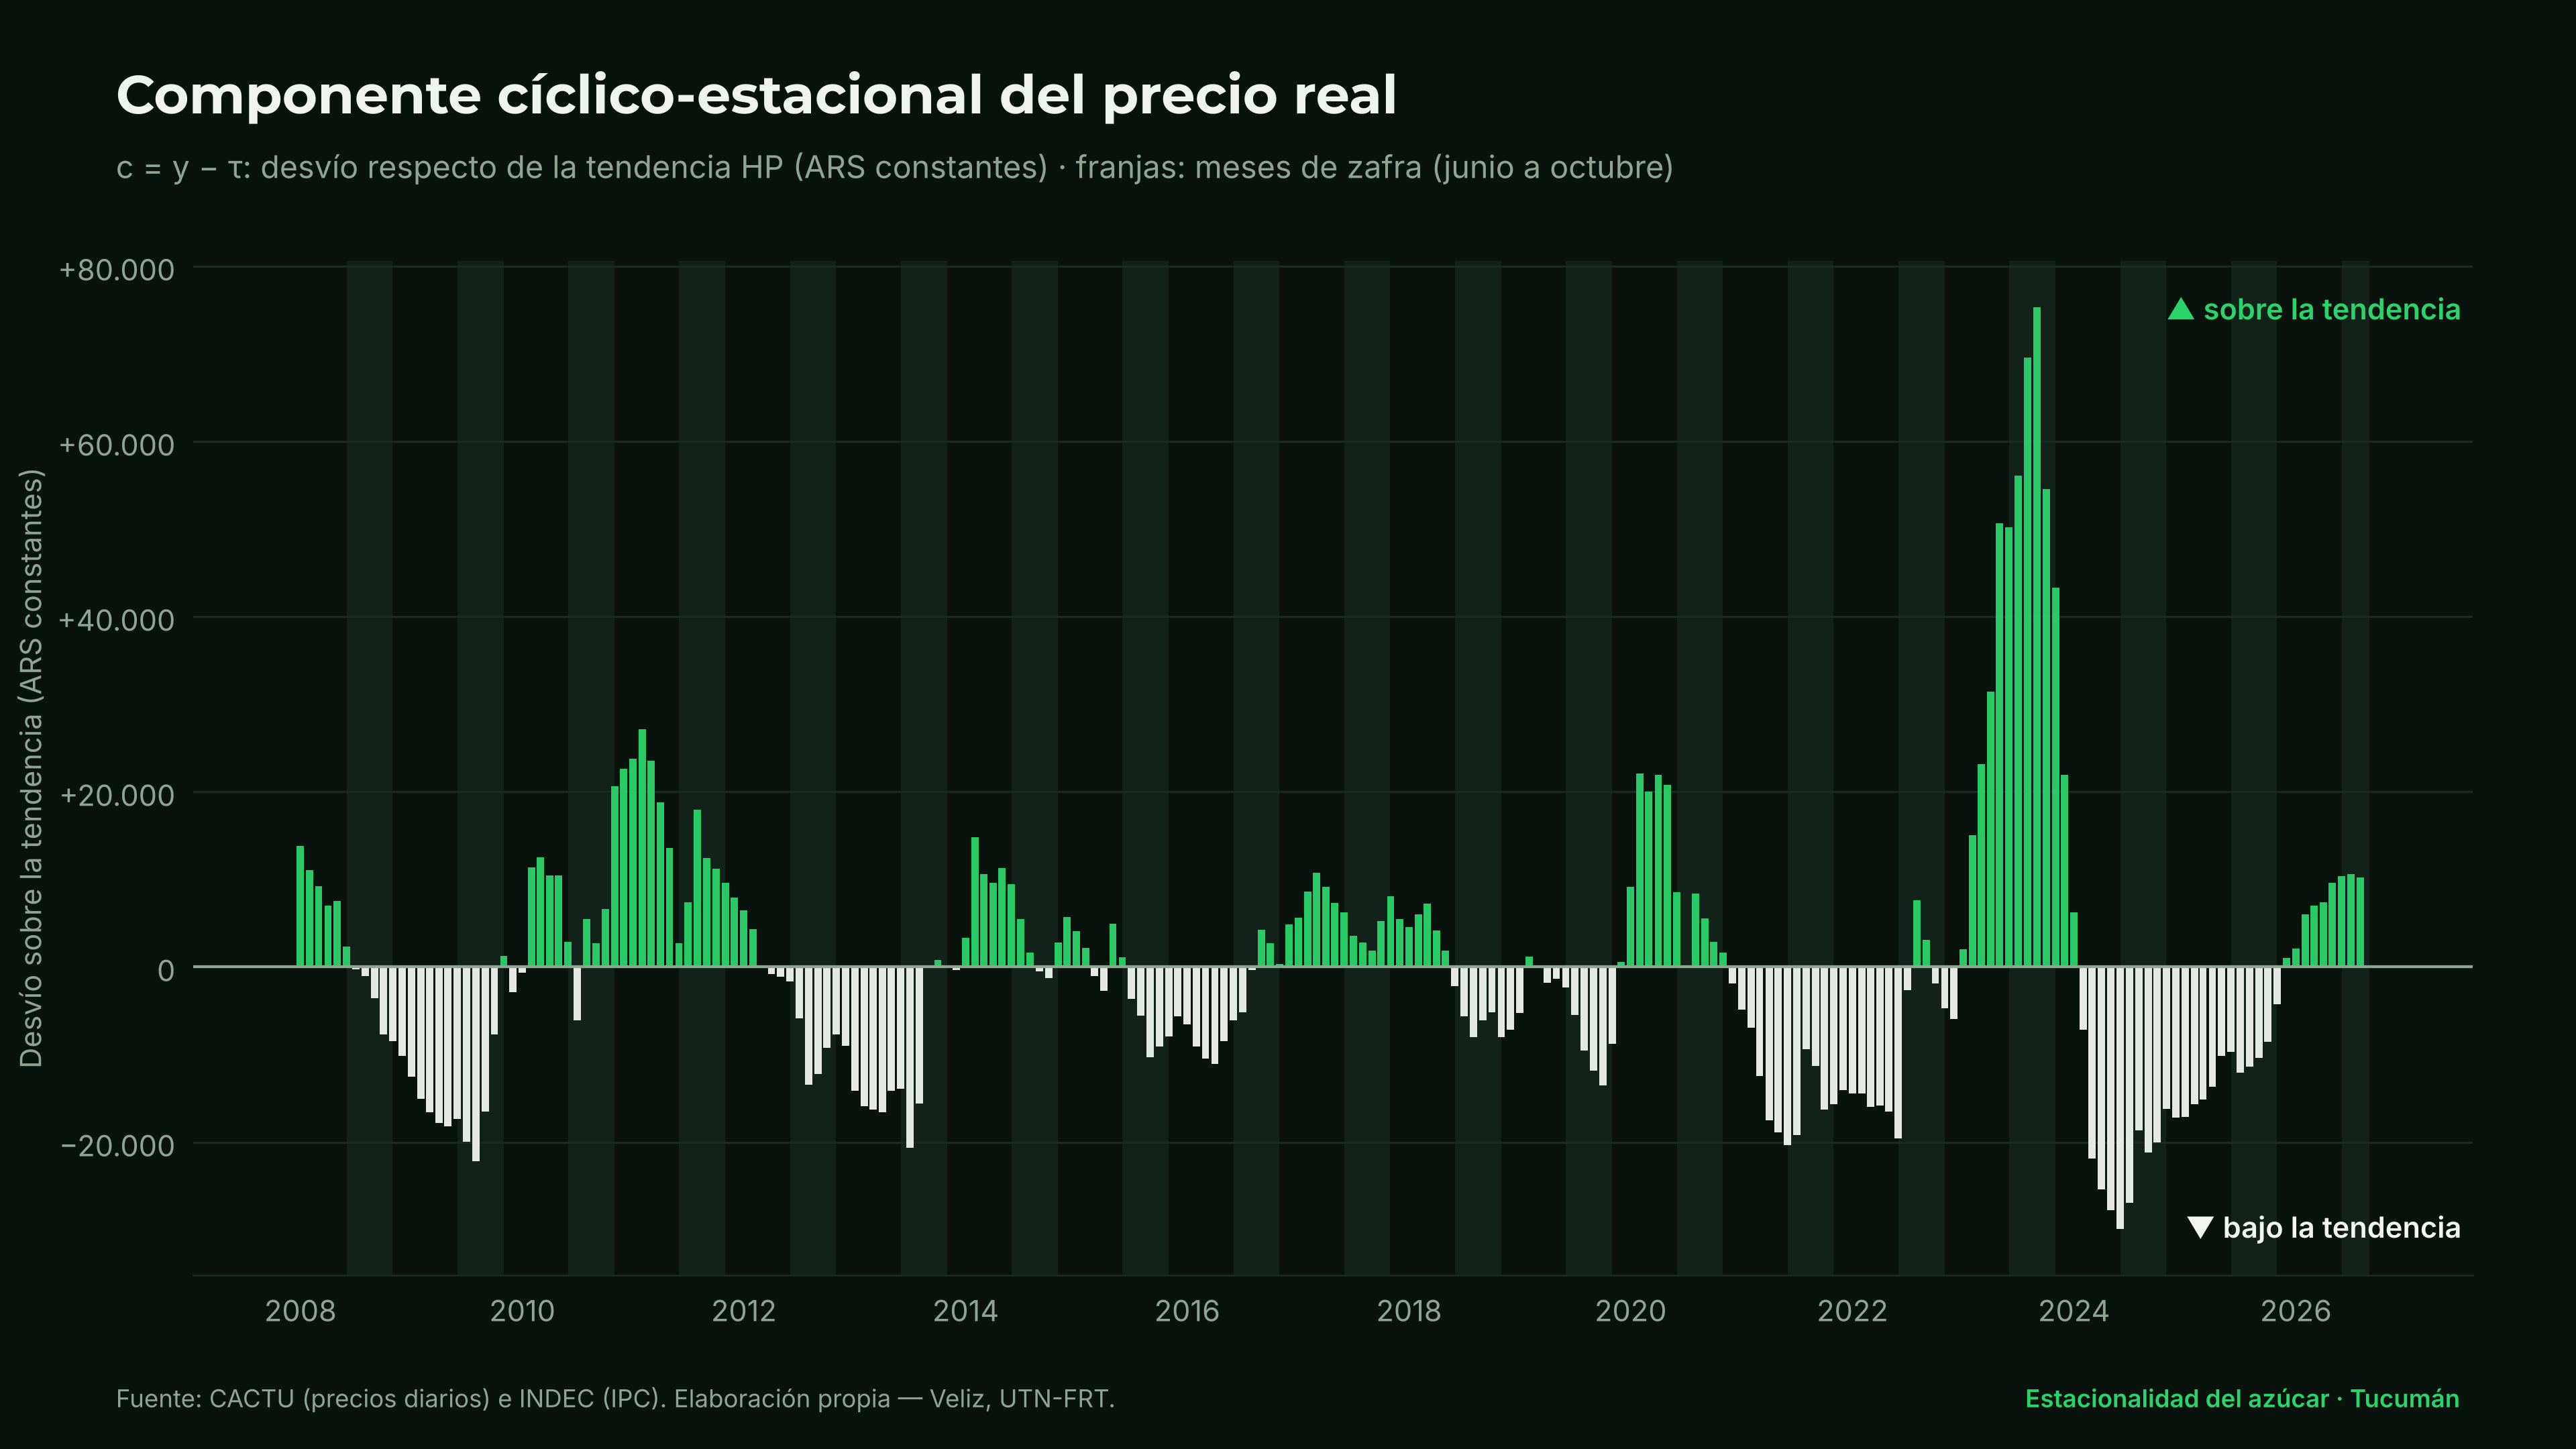 Componente cíclico-estacional del precio real
c = y − τ: desvío respecto de la tendencia HP (ARS constantes) · franjas: meses de zafra (junio a octubre)
Desvío sobre la tendencia (ARS constantes)
+80.000
+60.000
+40.000
+20.000
0
−20.000
▲ sobre la tendencia
▼ bajo la tendencia
2008 2010 2012 2014 2016 2018 2020 2022 2024 2026
Fuente: CACTU (precios diarios) e INDEC (IPC). Elaboración propia — Veliz, UTN-FRT.
Estacionalidad del azúcar · Tucumán